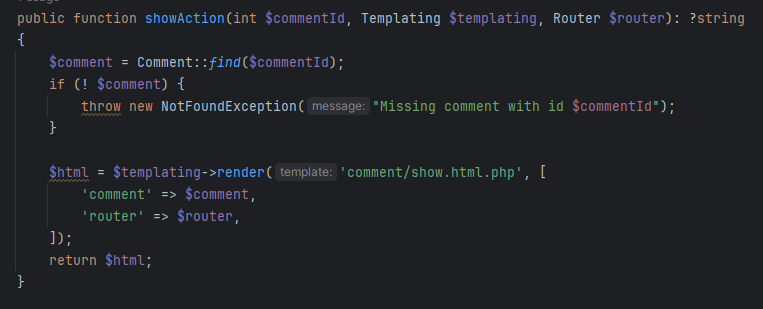 public function showAction(int $commentId, Templating $templating, Router $router): ?string
{
    $comment = Comment::find($commentId);
    if (! $comment) {
        throw new NotFoundException( message: "Missing comment with id $commentId");
    }

    $html = $templating->render( template: 'comment/show.html.php', [
        'comment' => $comment,
        'router' => $router,
    ]);
    return $html;
}